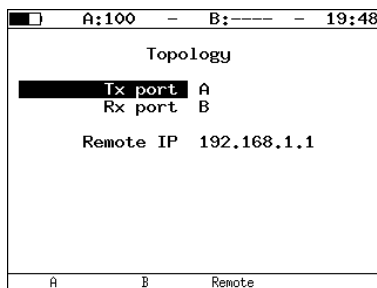 A:100 – B:---- – 19:48
Topology
Tx port A
Rx port B
Remote IP 192.168.1.1
A B Remote